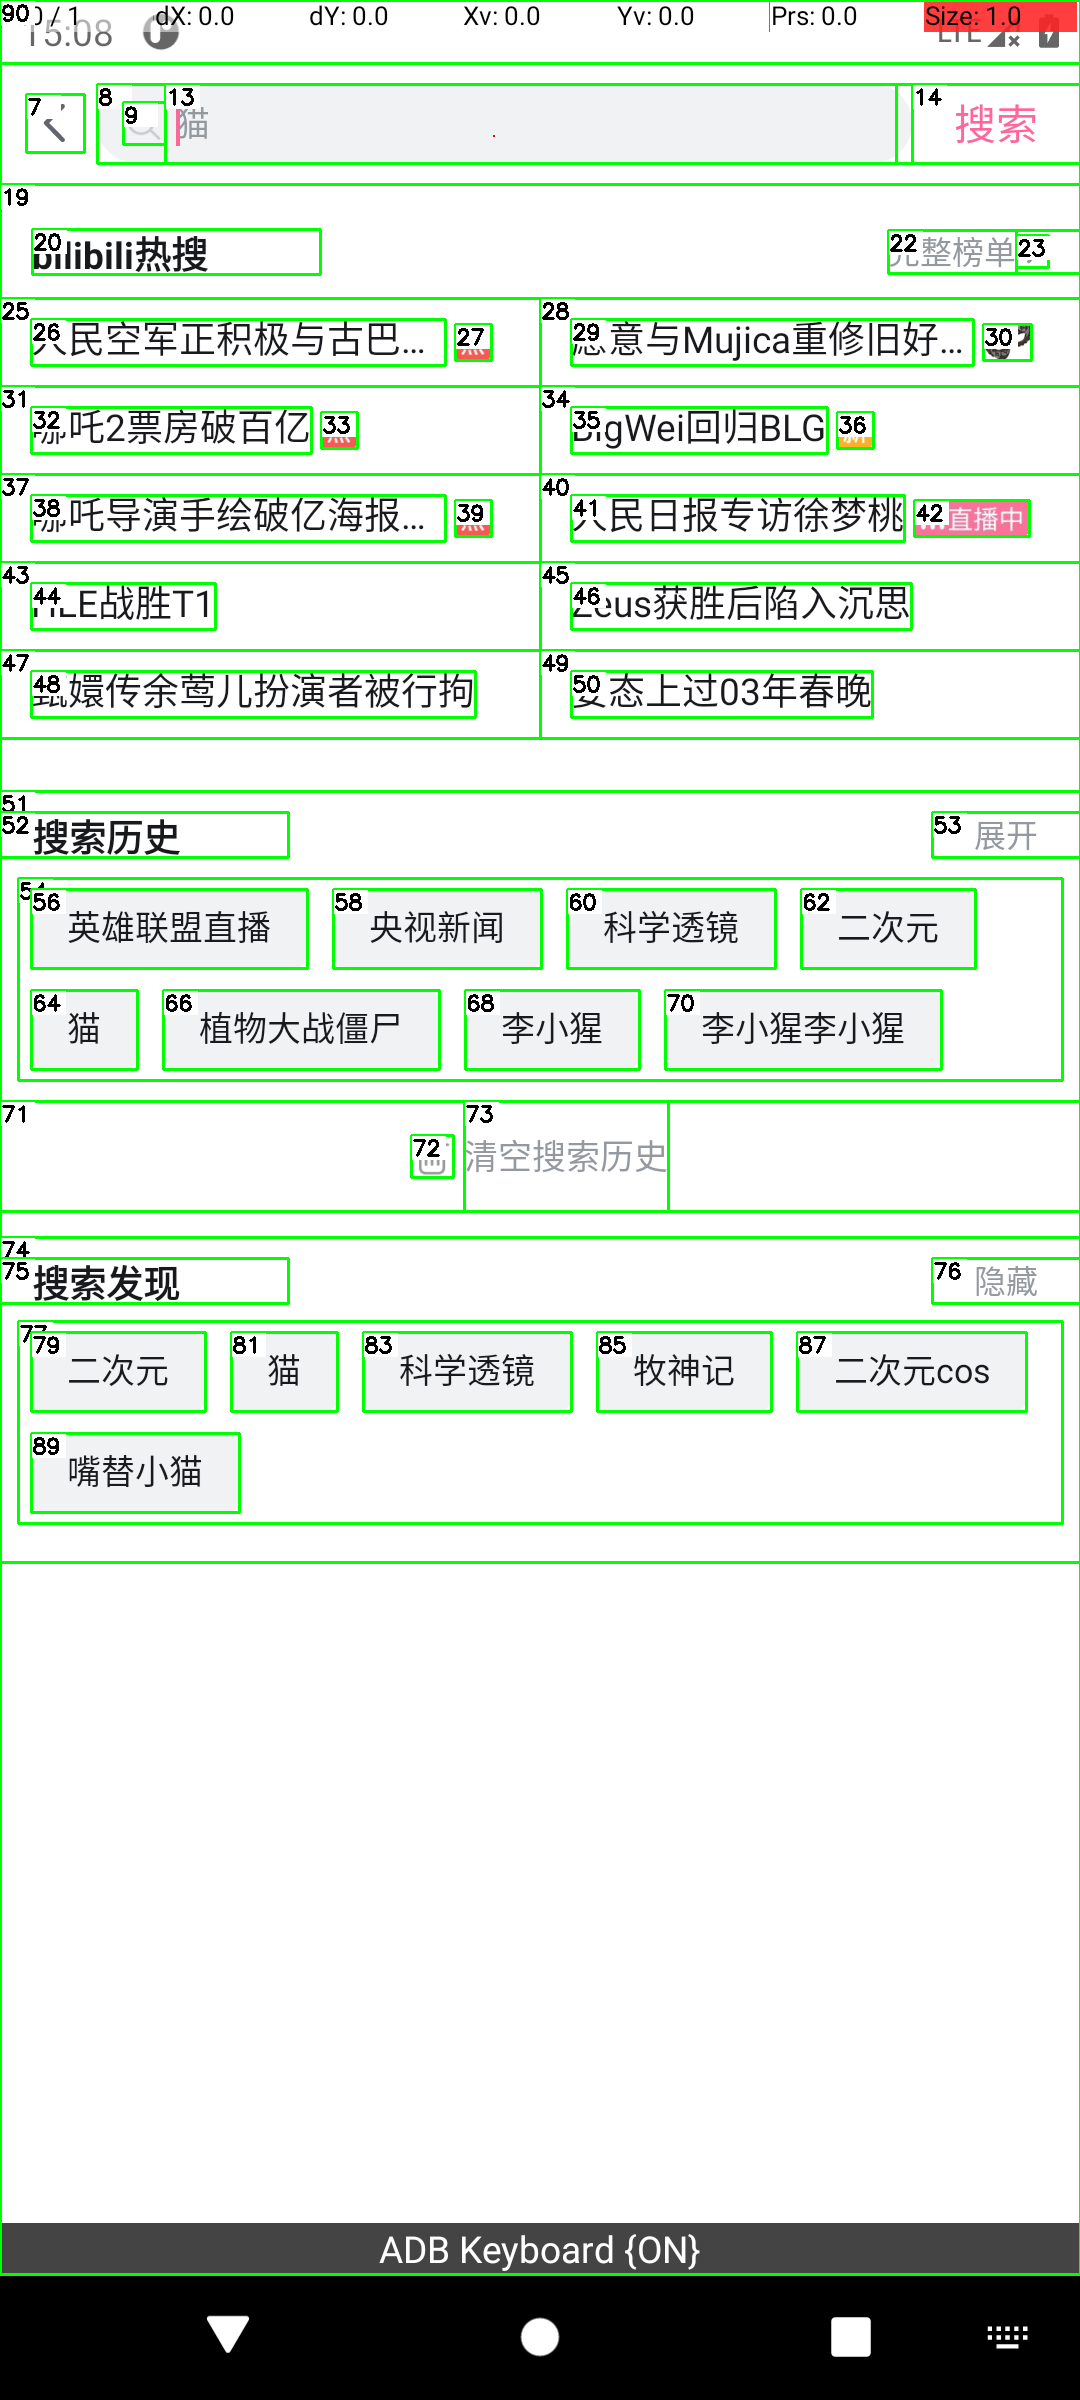 0 / 1 dX: 0.0 dY: 0.0 Xv: 0.0 Yv: 0.0 Prs: 0.0 Size: 1.0
90
15:08 LTE
7 8 9 13 猫 14 搜索
19
20 bilibili热搜 22 完整榜单 23
25 26 人民空军正积极与古巴... 27 28 29 愿意与Mujica重修旧好... 30
31 32 哪吒2票房破百亿 33 34 35 BigWei回归BLG 36
37 38 哪吒导演手绘破亿海报... 39 40 41 人民日报专访徐梦桃 42 直播中
43 44 HLE战胜T1 45 46 Zeus获胜后陷入沉思
47 48 甄嬛传余莺儿扮演者被行拘 49 50 变态上过03年春晚
51
52 搜索历史 53 展开
54
56 英雄联盟直播 58 央视新闻 60 科学透镜 62 二次元
64 猫 66 植物大战僵尸 68 李小猩 70 李小猩李小猩
71 72 73 清空搜索历史
74
75 搜索发现 76 隐藏
77
79 二次元 81 猫 83 科学透镜 85 牧神记 87 二次元cos
89 嘴替小猫
ADB Keyboard {ON}